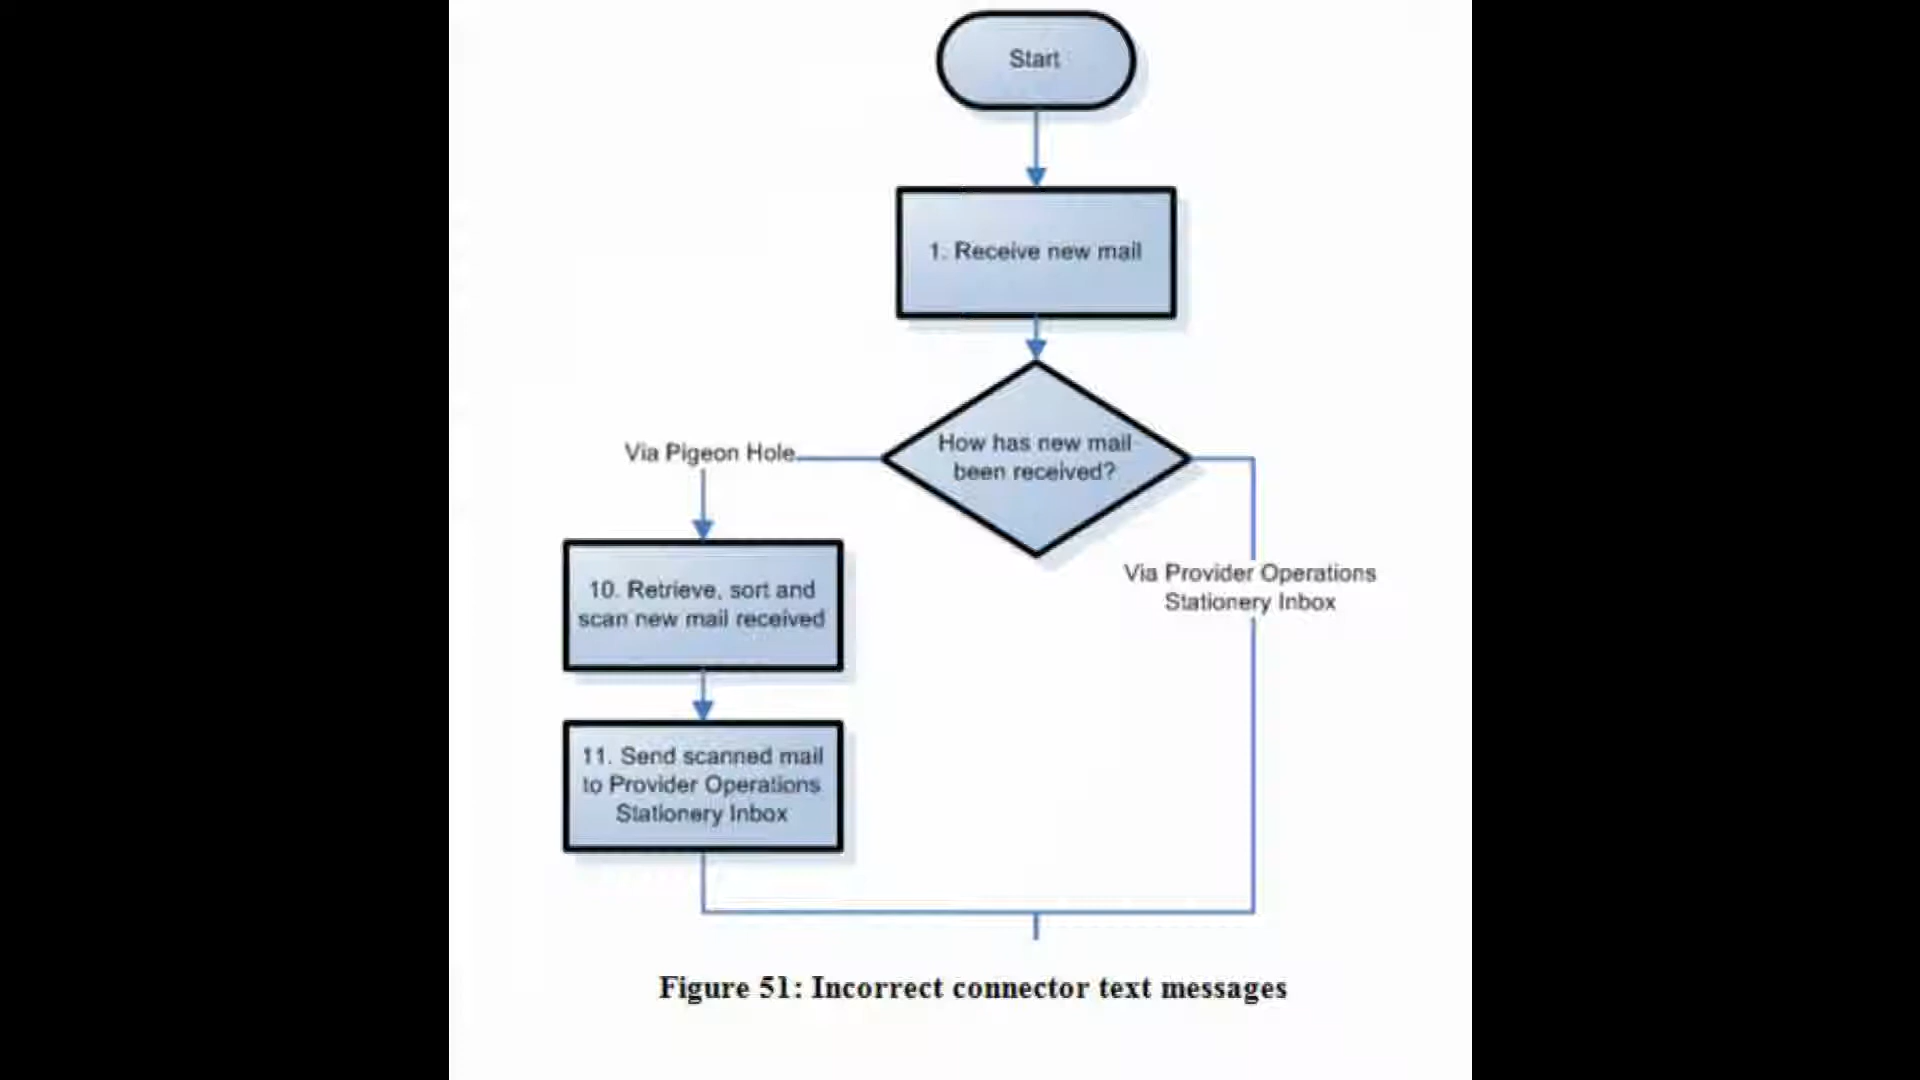 Start
1. Receive new mail
How has new mail
been received?
Via Pigeon Hole
Via Provider Operations
Stationery Inbox
10. Retrieve, sort and
scan new mail received
11. Send scanned mail
to Provider Operations
Stationery Inbox
Figure 51: Incorrect connector text messages